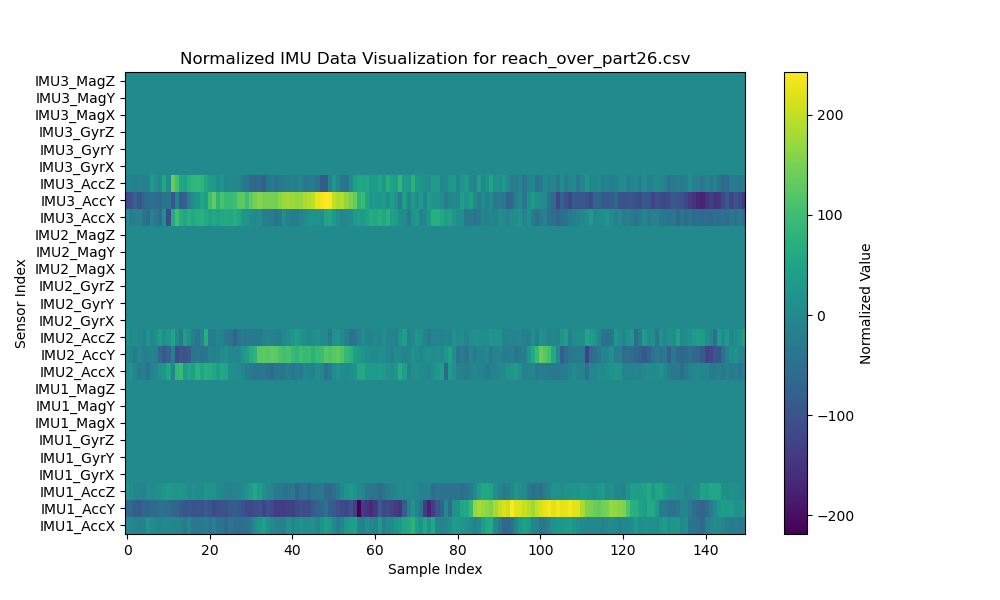 Normalized IMU Data Visualization for reach_over_part26.csv
IMU3_MagZ
IMU3_MagY
IMU3_MagX
IMU3_GyrZ
IMU3_GyrY
IMU3_GyrX
IMU3_AccZ
IMU3_AccY
IMU3_AccX
IMU2_MagZ
IMU2_MagY
IMU2_MagX
IMU2_GyrZ
IMU2_GyrY
IMU2_GyrX
IMU2_AccZ
IMU2_AccY
IMU2_AccX
IMU1_MagZ
IMU1_MagY
IMU1_MagX
IMU1_GyrZ
IMU1_GyrY
IMU1_GyrX
IMU1_AccZ
IMU1_AccY
IMU1_AccX
Sensor Index
0 20 40 60 80 100 120 140
Sample Index
200
100
0
−100
−200
Normalized Value